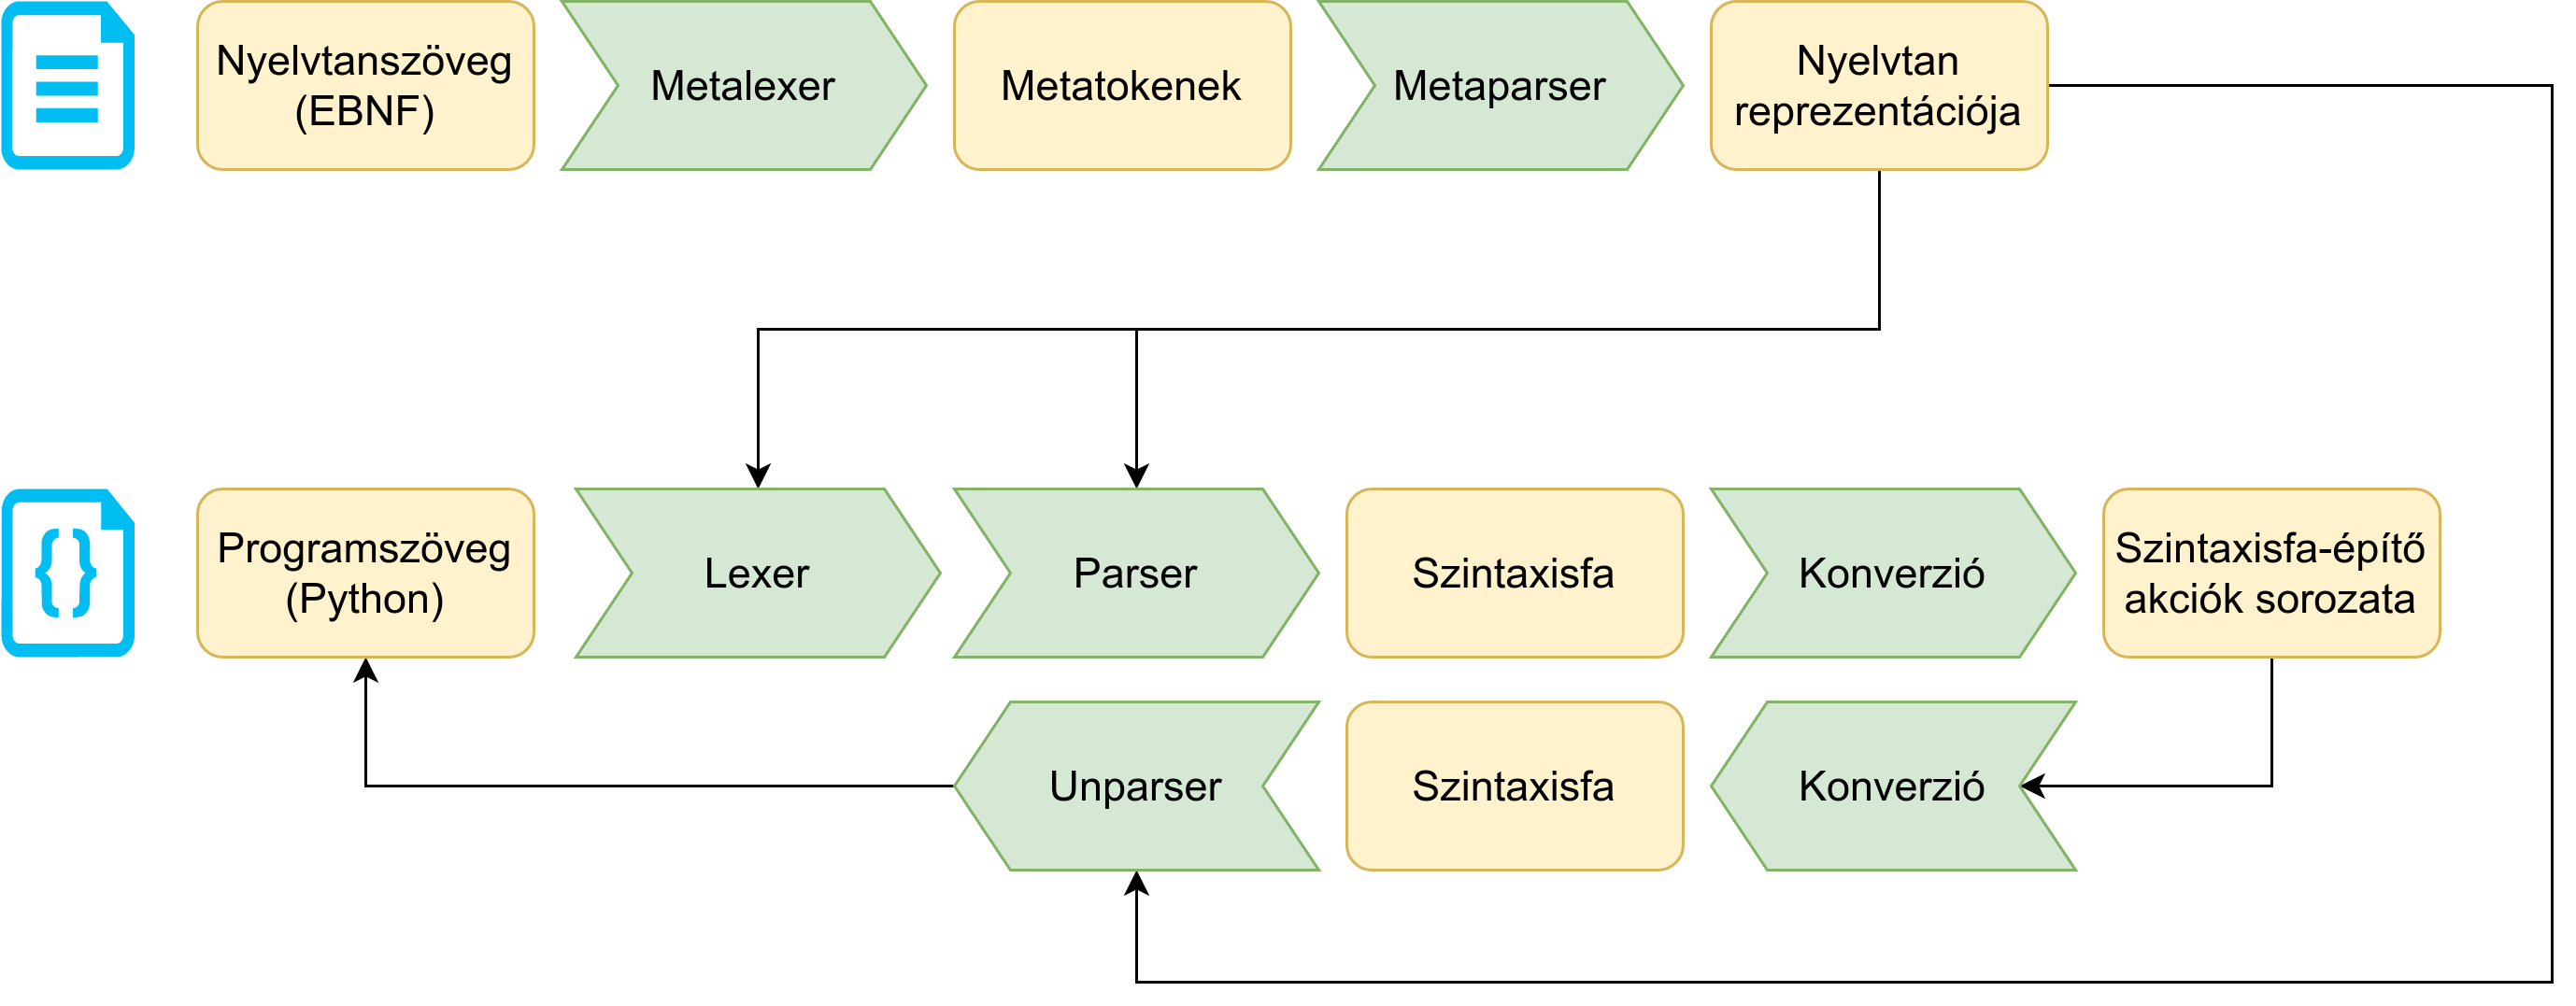 Nyelvtanszöveg
(EBNF)
Metalexer
Metatokenek
Metaparser
Nyelvtan
reprezentációja
{}
Programszöveg
(Python)
Lexer
Parser
Szintaxisfa
Konverzió
Szintaxisfa-építő
akciók sorozata
Unparser
Szintaxisfa
Konverzió